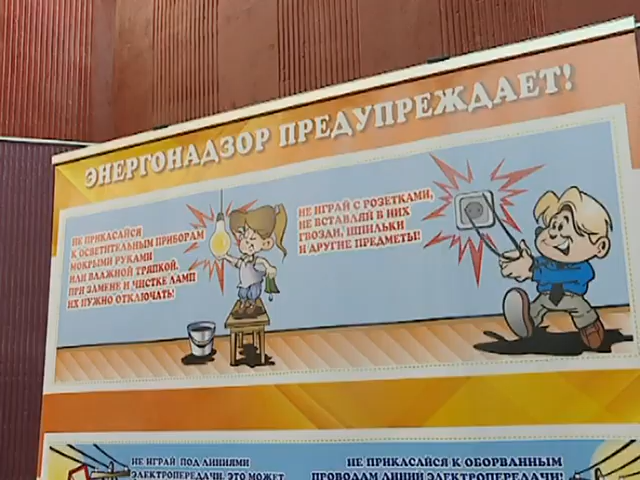 ЭНЕРГОНАДЗОР ПРЕДУПРЕЖДАЕТ!
НЕ ПРИКАСАЙСЯ
К ОСВЕТИТЕЛЬНЫМ ПРИБОРАМ
МОКРЫМИ РУКАМИ
ИЛИ ВЛАЖНОЙ ТРЯПКОЙ.
ПРИ ЗАМЕНЕ И ЧИСТКЕ ЛАМП
ИХ НУЖНО ОТКЛЮЧАТЬ!
НЕ ИГРАЙ С РОЗЕТКАМИ,
НЕ ВСТАВЛЯЙ В НИХ
ГВОЗДИ, ШПИЛЬКИ
И ДРУГИЕ ПРЕДМЕТЫ!
НЕ ИГРАЙ ПОД ЛИНИЯМИ
ЭЛЕКТРОПЕРЕДАЧИ. ЭТО МОЖЕТ
НЕ ПРИКАСАЙСЯ К ОБОРВАННЫМ
ПРОВОДАМ ЛИНИЙ ЭЛЕКТРОПЕРЕДАЧИ!